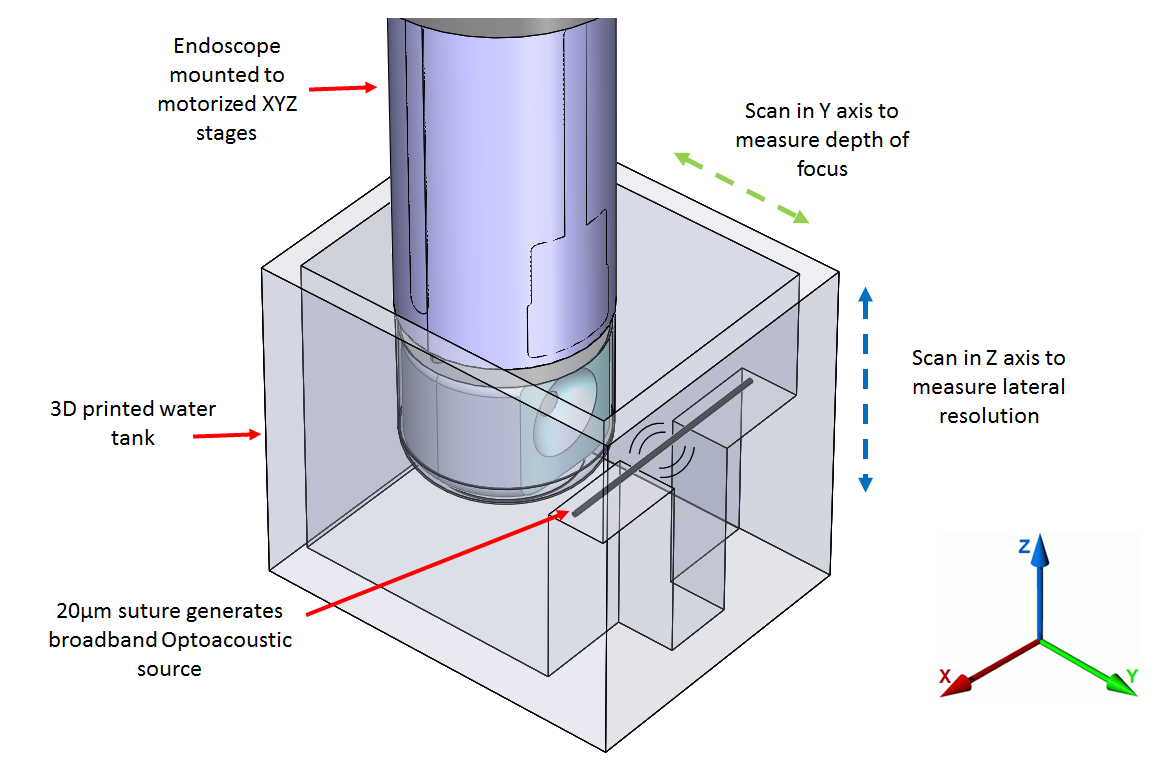 Endoscope
mounted to
motorized XYZ
stages
Scan in Y axis to
measure depth of
focus
Scan in Z axis to
measure lateral
resolution
3D printed water
tank
20µm suture generates
broadband Optoacoustic
source
Z
X
Y